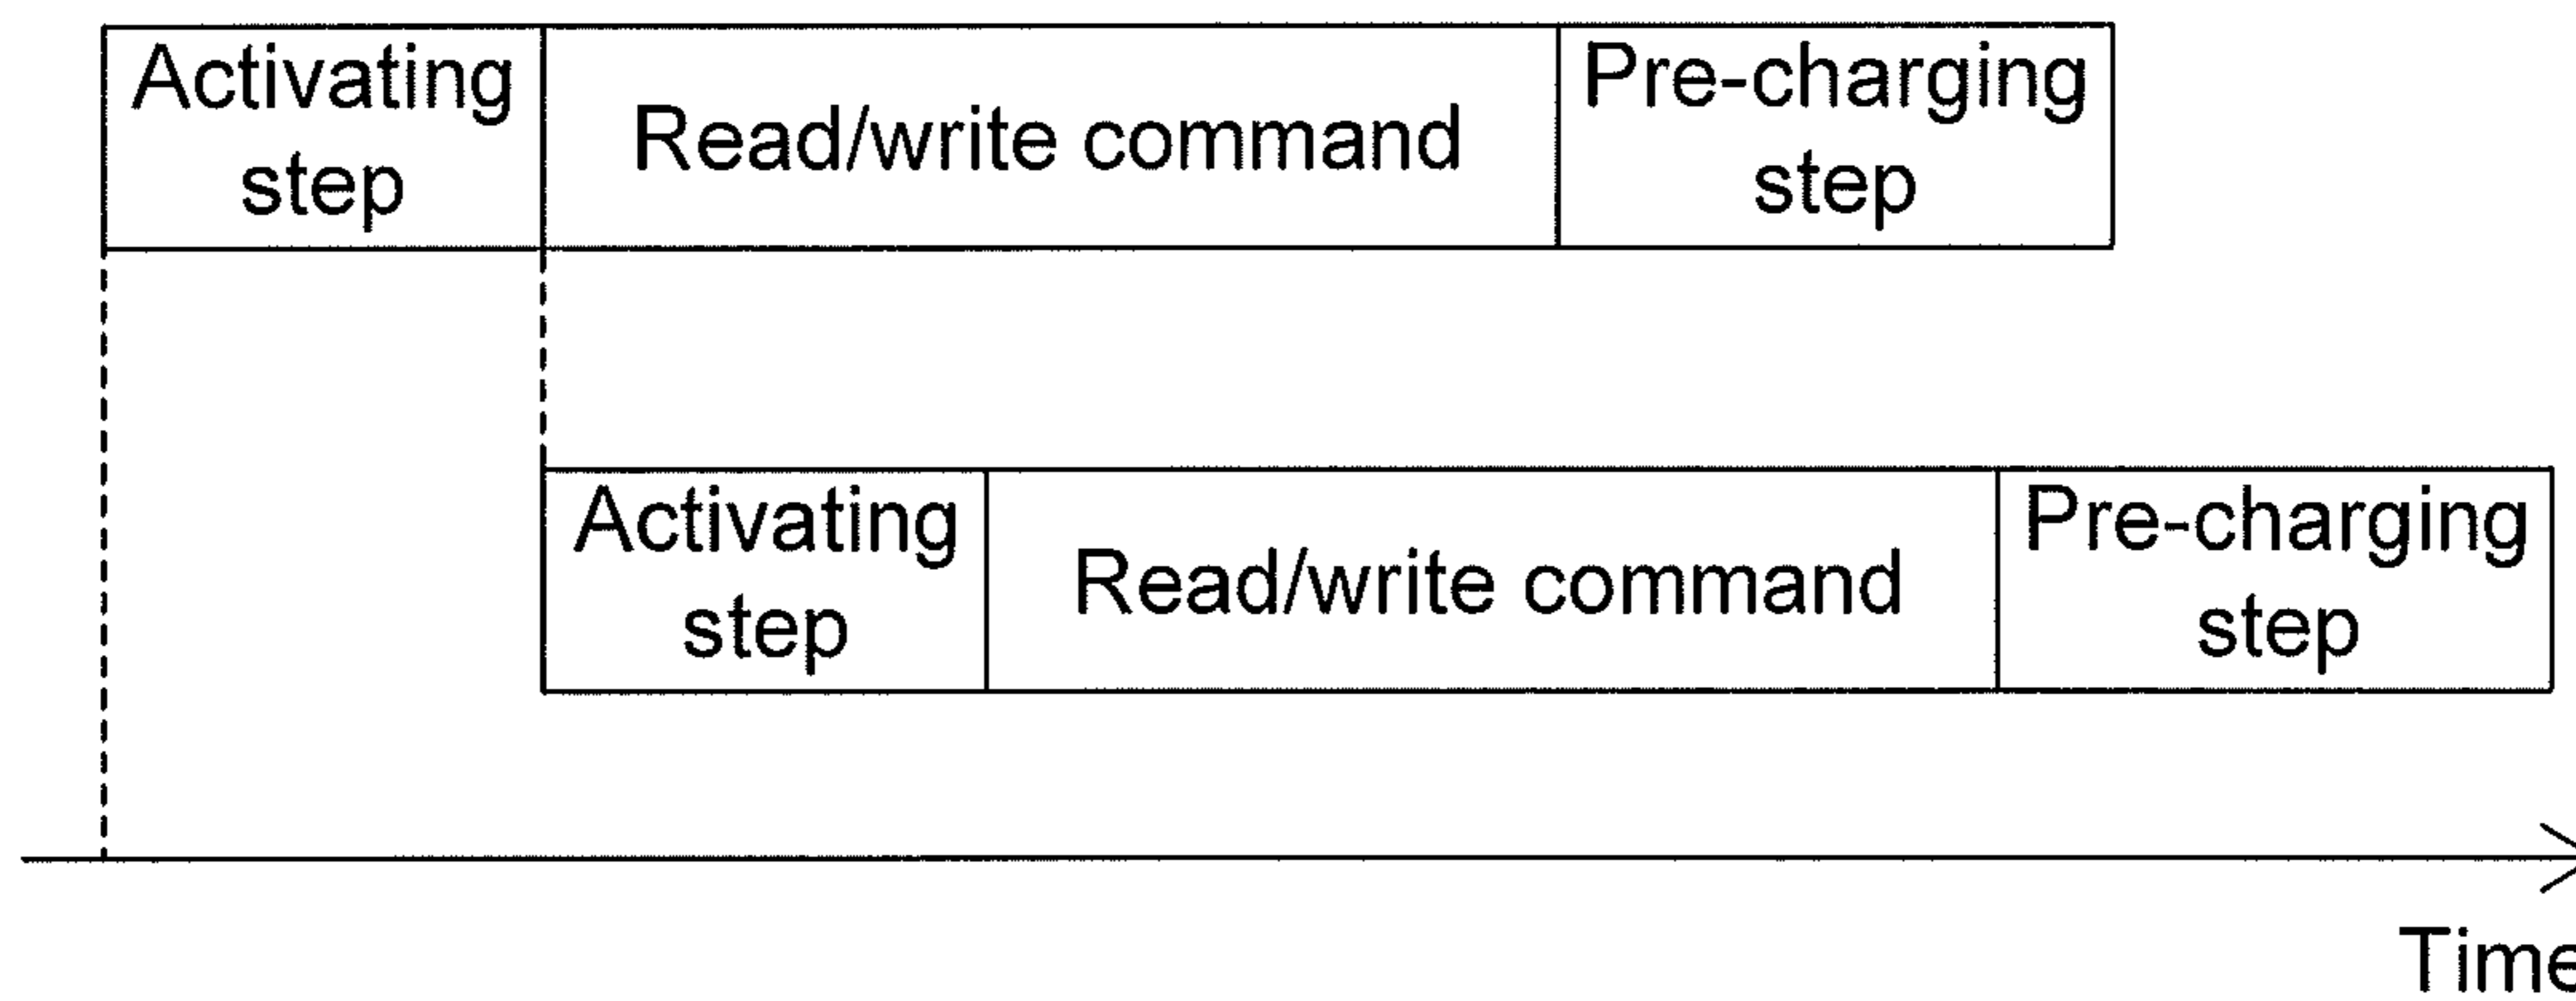 Activating
step
Read/write command
Pre-charging
step
Activating
step
Read/write command
Pre-charging
step
Time